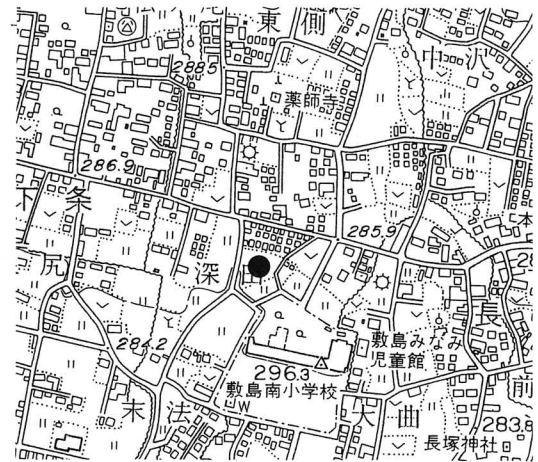 東側
中沢
288.5
薬師寺
286.9
下条
285.9
尻
深田
長
敷島みなみ
児童館
284.2
296.3
敷島南小学校
W
末法
大曲
前
283.8
長塚神社